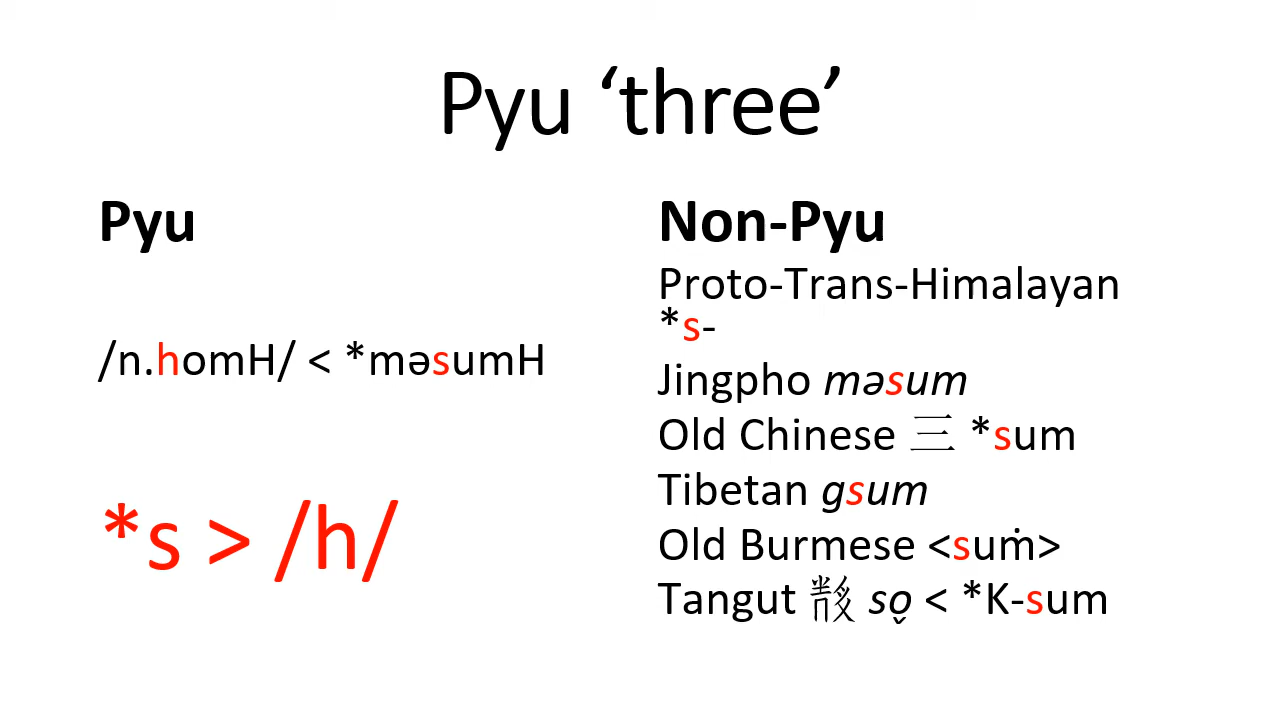 Pyu ‘three’
Pyu
/n.homH/ < *məsumH
*s > /h/
Non-Pyu
Proto-Trans-Himalayan
*s-
Jingpho məsum
Old Chinese 三 *sum
Tibetan gsum
Old Burmese <suṁ>
Tangut so̬ < *K-sum